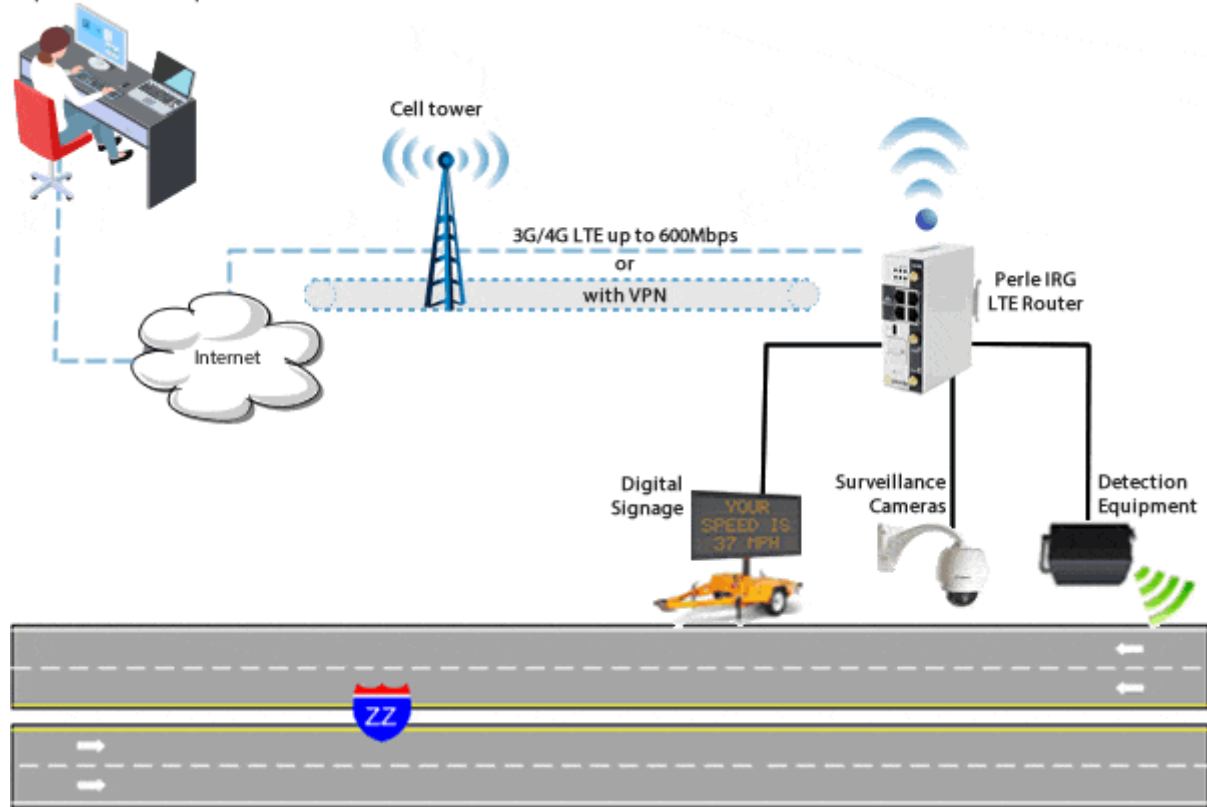 Cell tower
3G/4G LTE up to 600Mbps
or
with VPN
Internet
Perle IRG
LTE Router
Digital
Signage
Surveillance
Cameras
Detection
Equipment
YOUR
SPEED IS
37 MPH
ZZ